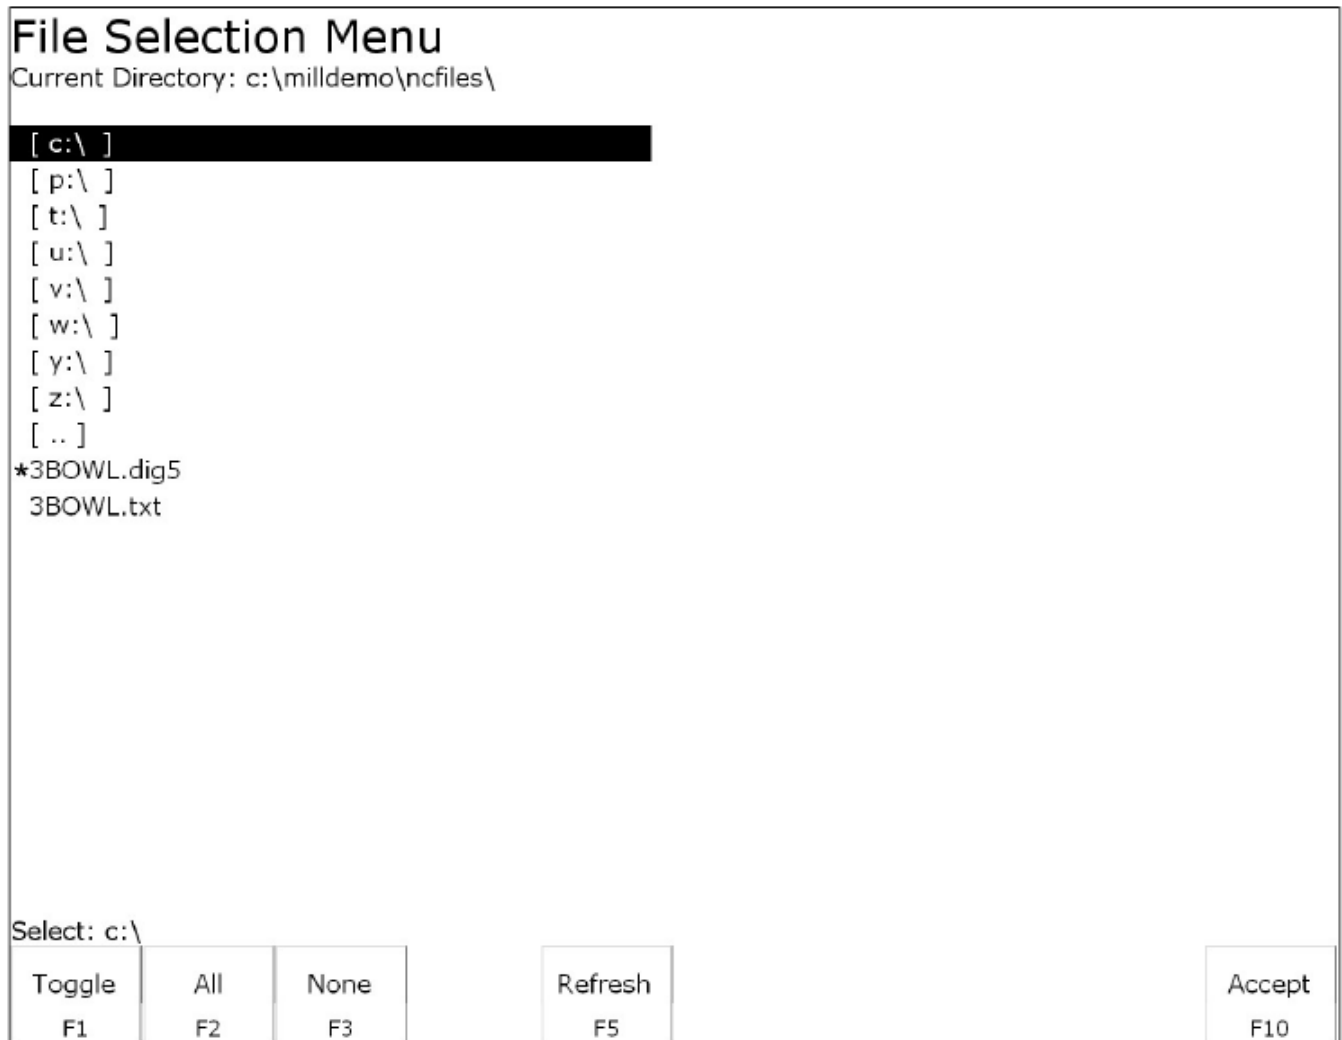 File Selection Menu
Current Directory: c:\milldemo\ncfiles\
[ c:\ ]
[ p:\ ]
[ t:\ ]
[ u:\ ]
[ v:\ ]
[ w:\ ]
[ y:\ ]
[ z:\ ]
[ .. ]
*3BOWL.dig5
3BOWL.txt
Select: c:\
Toggle All None Refresh Accept
F1 F2 F3 F5 F10